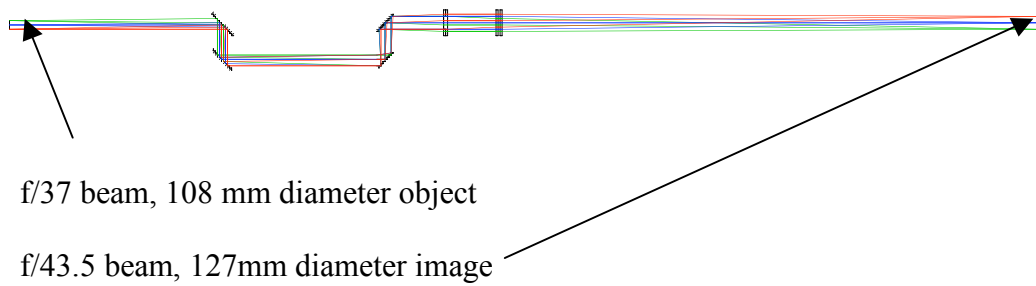 f/37 beam, 108 mm diameter object
f/43.5 beam, 127mm diameter image